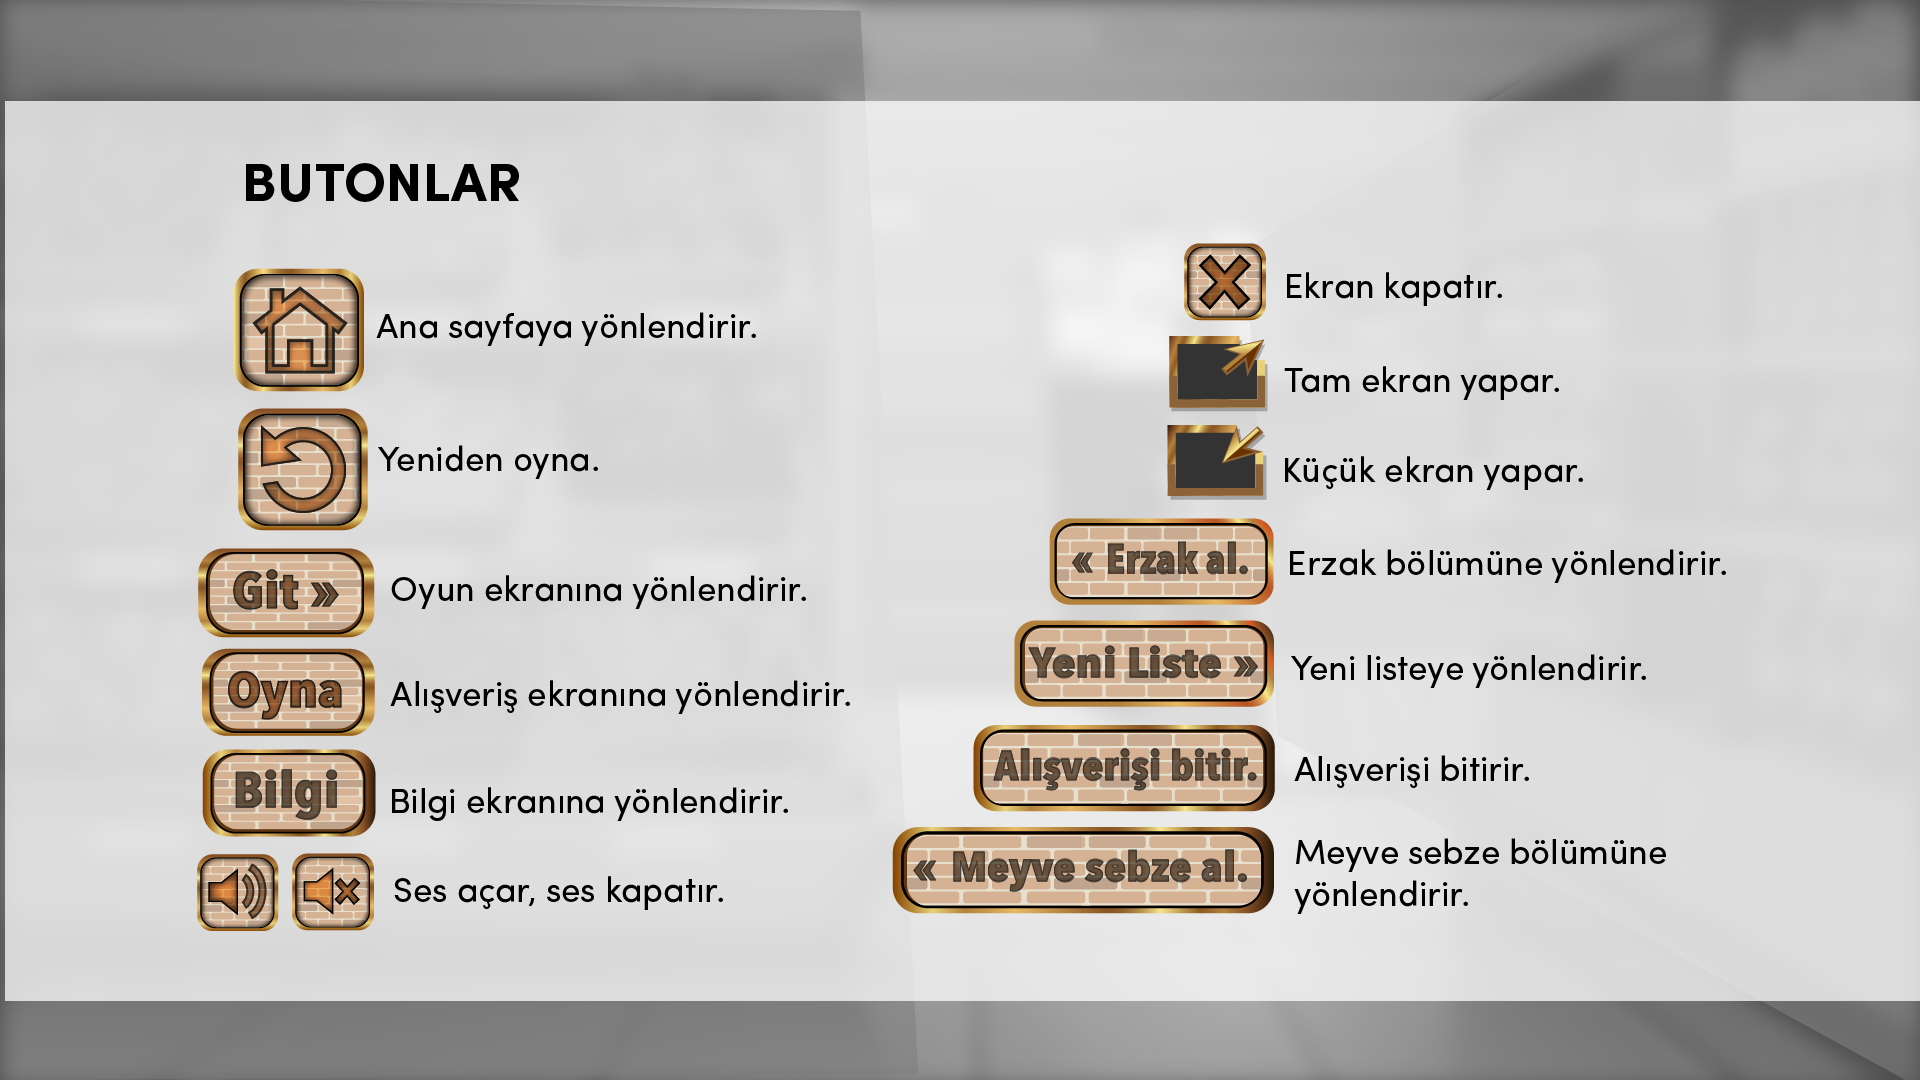 BUTONLAR
Ana sayfaya yönlendirir.
Yeniden oyna.
Git »
Oyun ekranına yönlendirir.
Oyna
Alışveriş ekranına yönlendirir.
Bilgi
Bilgi ekranına yönlendirir.
Ses açar, ses kapatır.
Ekran kapatır.
Tam ekran yapar.
Küçük ekran yapar.
« Erzak al.
Erzak bölümüne yönlendirir.
Yeni Liste »
Yeni listeye yönlendirir.
Alışverişi bitir.
Alışverişi bitirir.
« Meyve sebze al.
Meyve sebze bölümüne
yönlendirir.